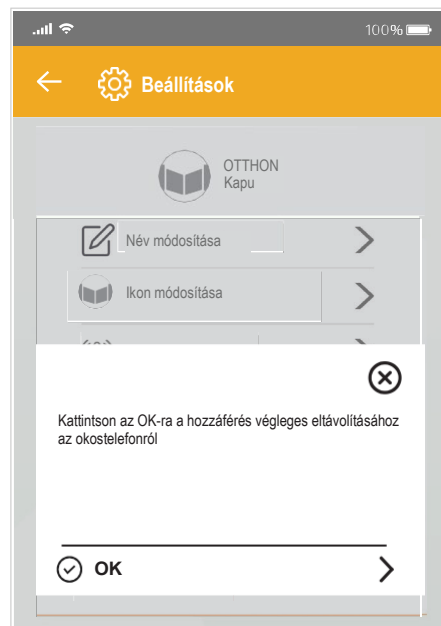 100%
Beállítások
OTTHON
Kapu
Név módosítása
Ikon módosítása
Kattintson az OK-ra a hozzáférés végleges eltávolításához
az okostelefonról
OK